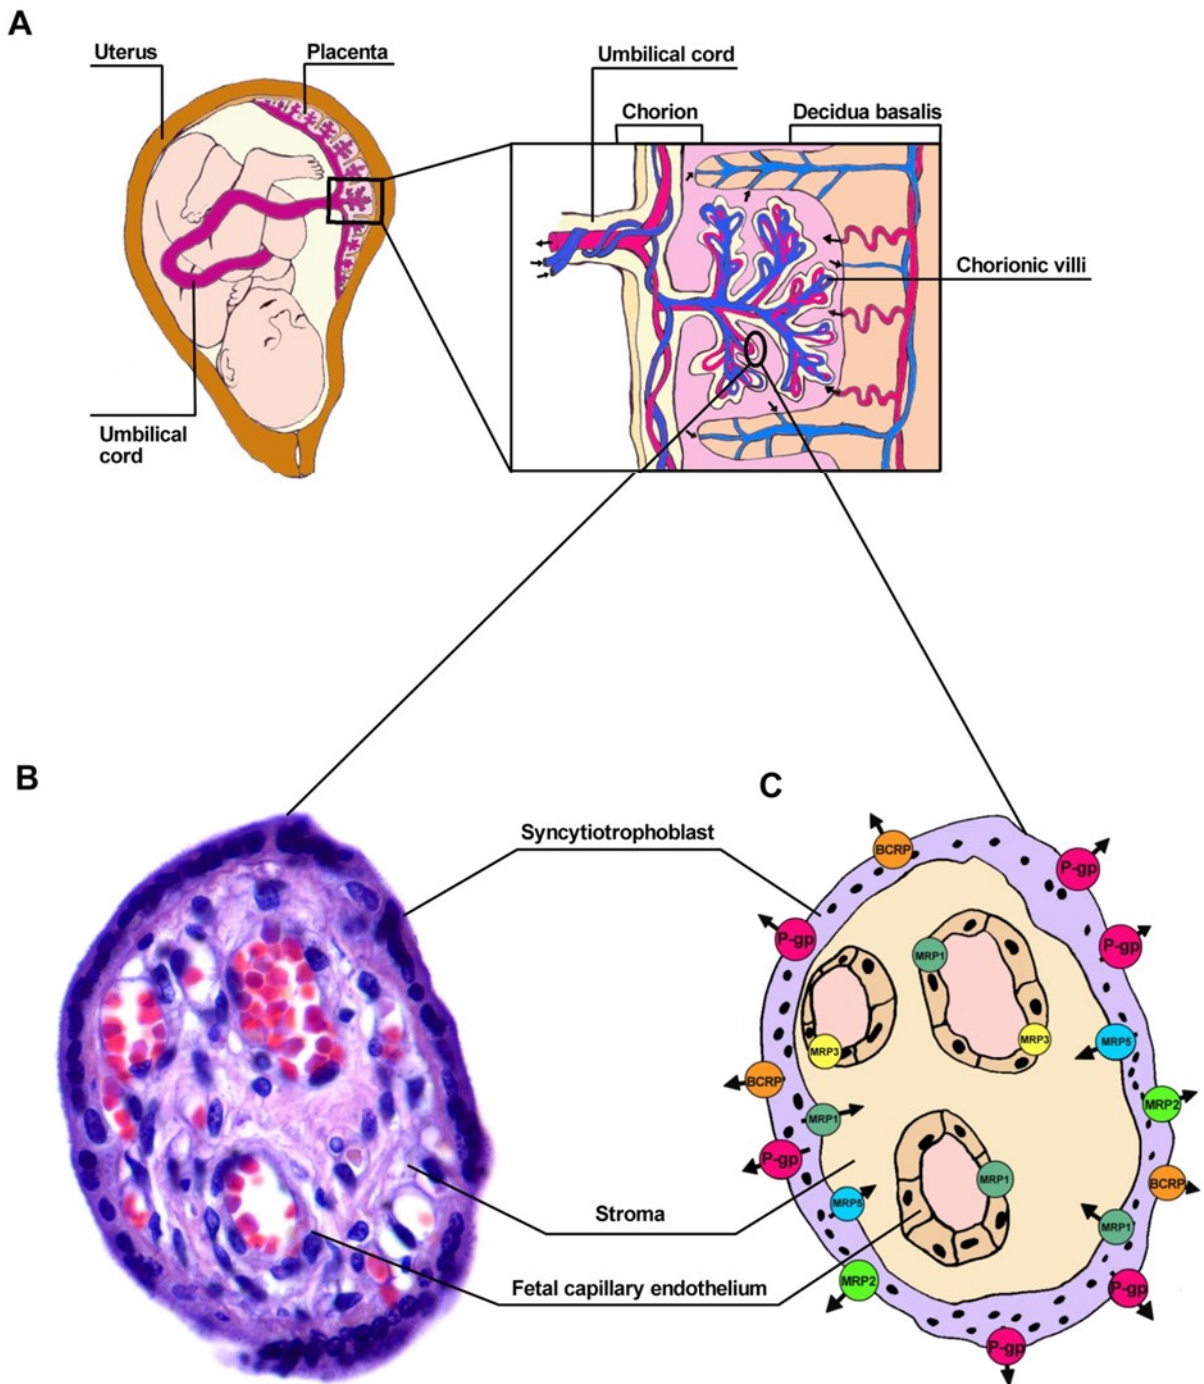 A
Uterus
Placenta
Umbilical
cord
Umbilical cord
Chorion
Decidua basalis
Chorionic villi
B
C
Syncytiotrophoblast
Stroma
Fetal capillary endothelium
BCRP
P-gp
P-gp
P-gp
MRP1
MRP3
MRP3
MRP5
BCRP
MRP2
MRP1
P-gp
MRP1
BCRP
MRP5
MRP1
MRP2
P-gp
P-gp